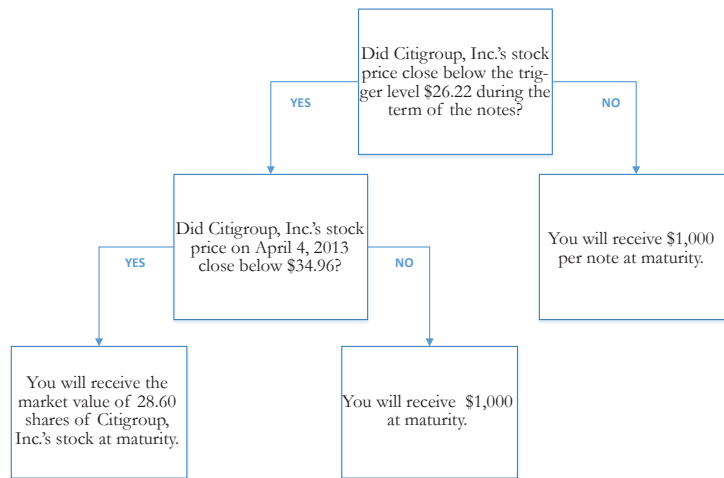 Did Citigroup, Inc.'s stock
price close below the trig-
ger level $26.22 during the
term of the notes?
YES
NO
Did Citigroup, Inc.'s stock
price on April 4, 2013
close below $34.96?
You will receive $1,000
per note at maturity.
YES
NO
You will receive the
market value of 28.60
shares of Citigroup,
Inc.'s stock at maturity.
You will receive $1,000
at maturity.